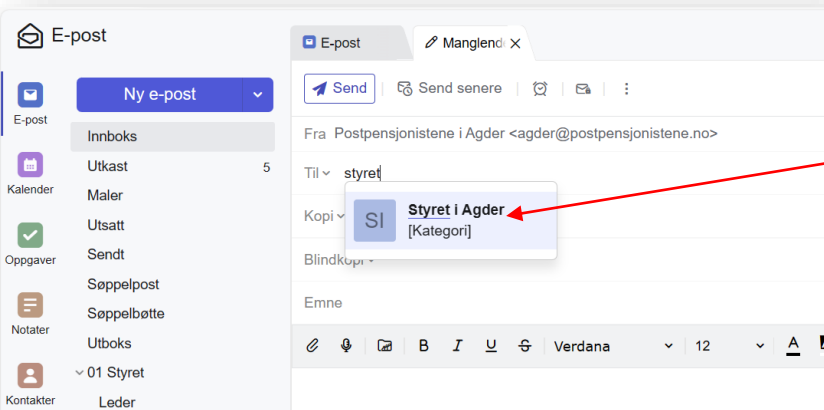 E-post
E-post
Manglend
Ny e-post
Send
Send senere
E-post
Innboks
Fra Postpensjonistene i Agder <agder@postpensjonistene.no>
Utkast 5
Til styret
Kalender
Maler
SI
Styret i Agder
[Kategori]
Kopi
Utsatt
Oppgaver
Sendt
Blindkopi
Søppelpost
Emne
Søppelbøtte
Notater
Utboks
B I U S Verdana 12 A
01 Styret
Kontakter
Leder